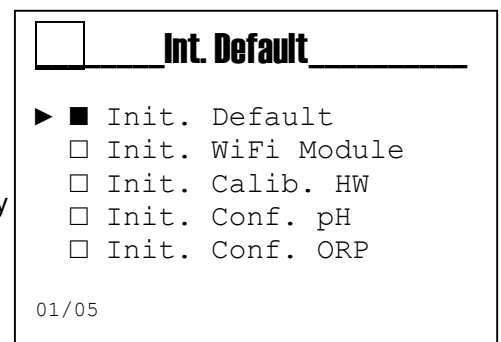 Int. Default
► ■ Init. Default
□ Init. WiFi Module
□ Init. Calib. HW
y
□ Init. Conf. pH
□ Init. Conf. ORP
01/05